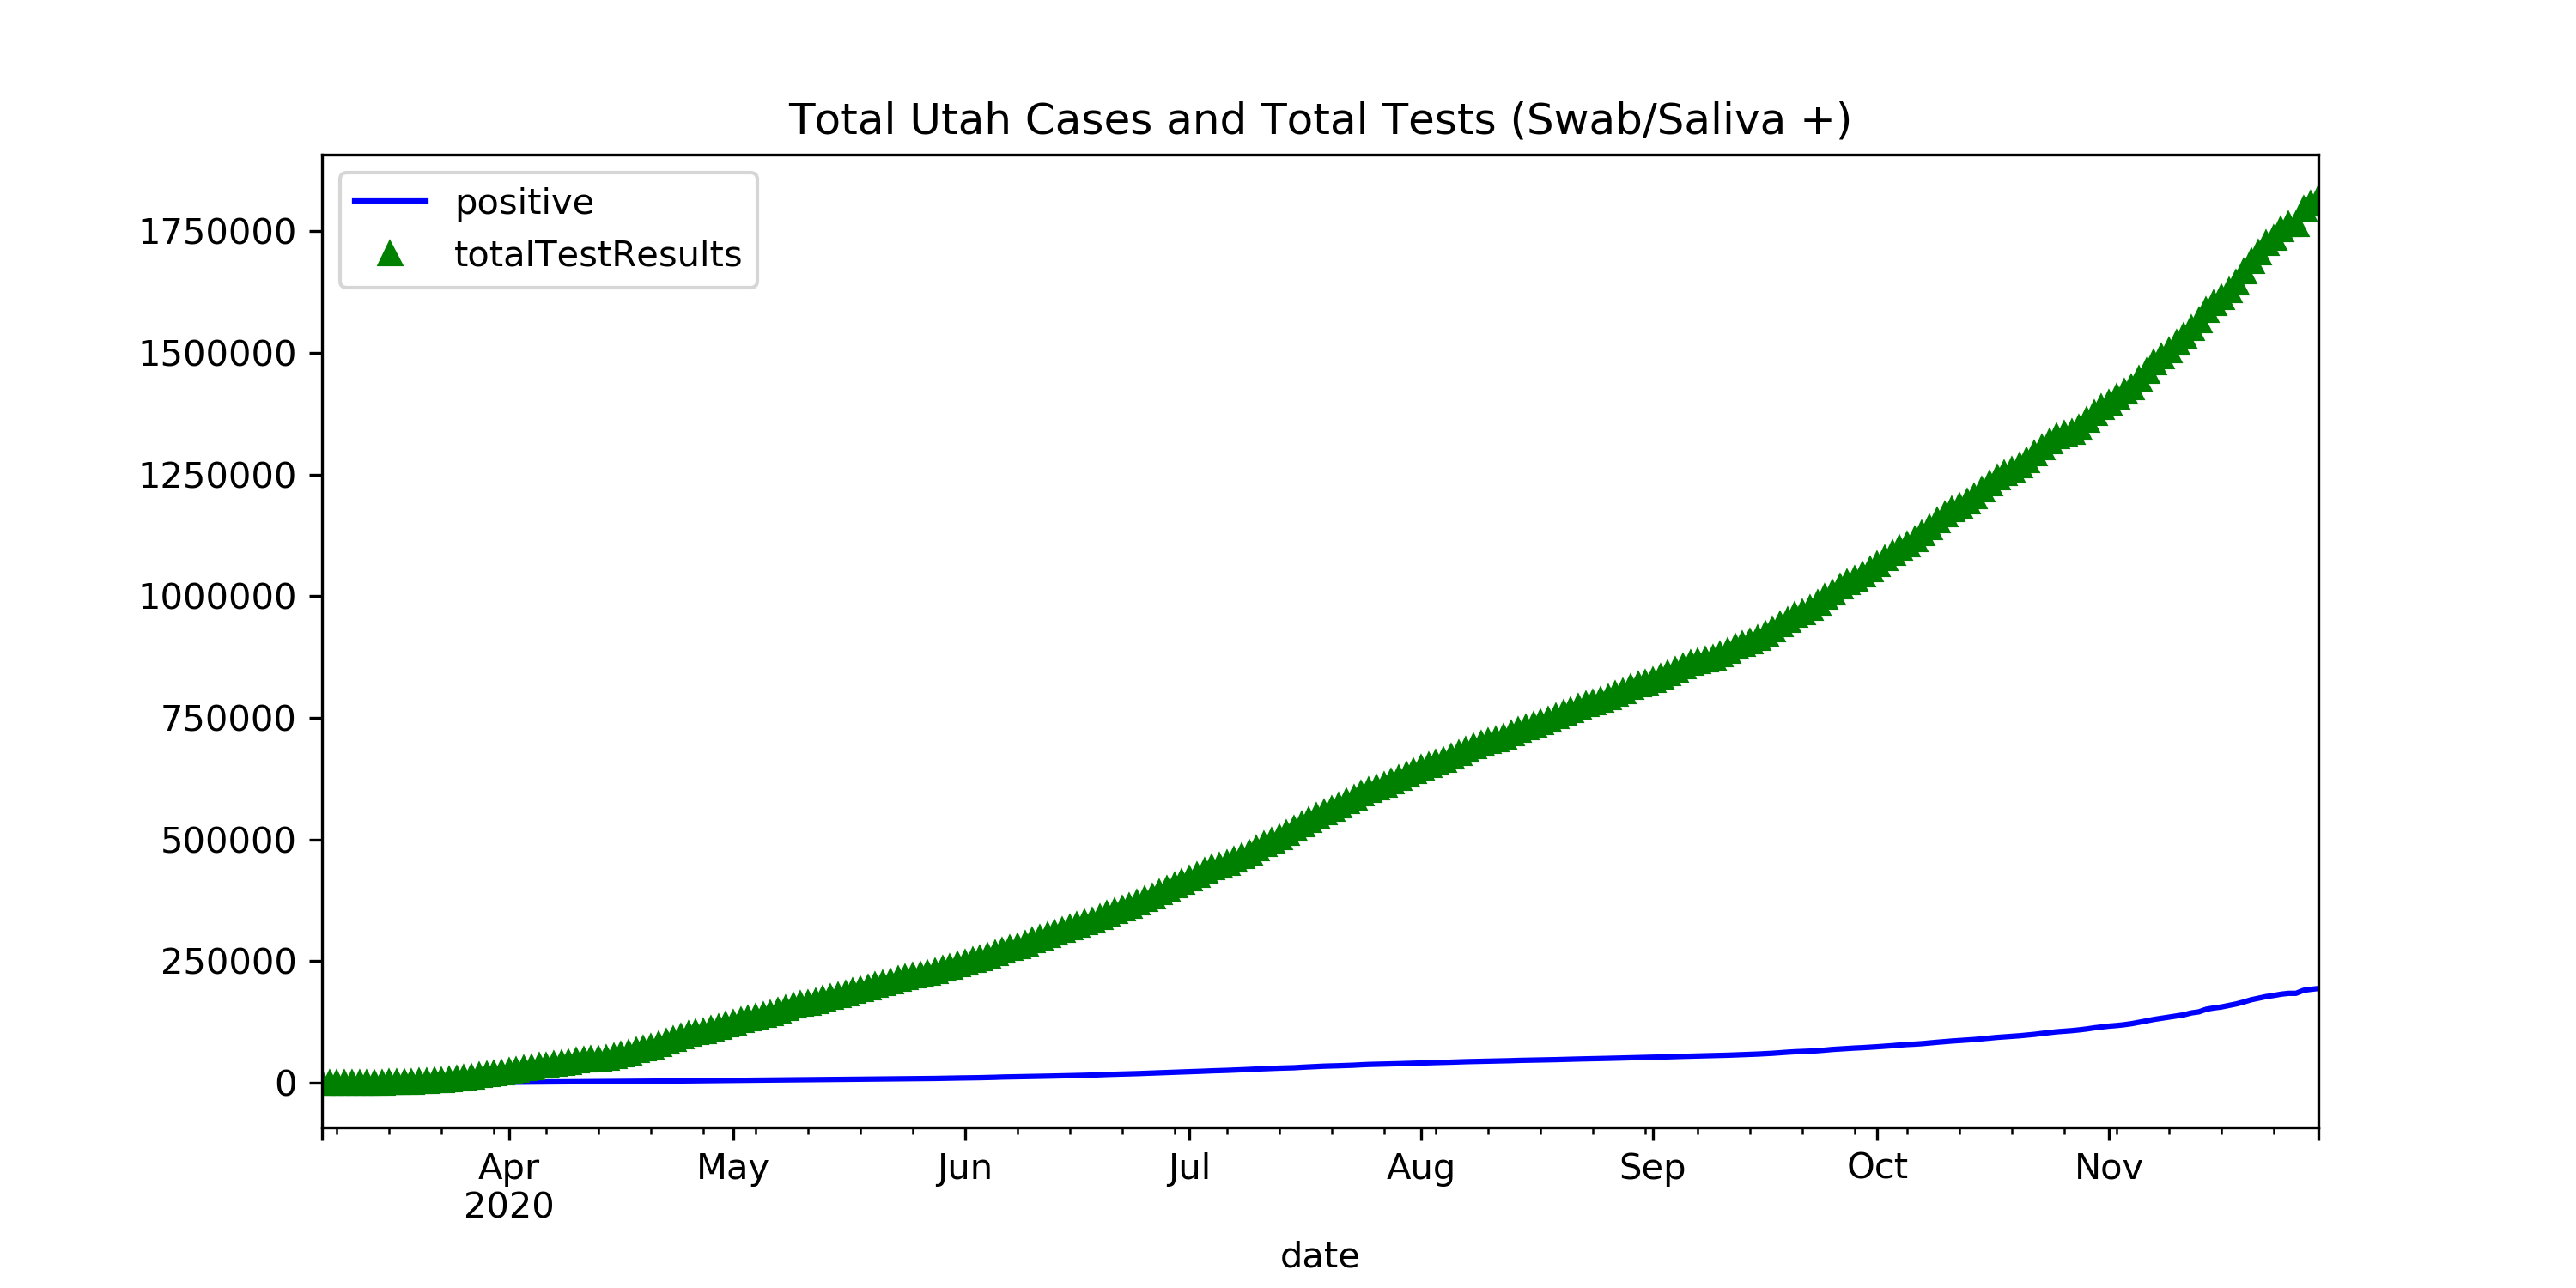 Total Utah Cases and Total Tests (Swab/Saliva +)
positive
totalTestResults
1750000
1500000
1250000
1000000
750000
500000
250000
0
Apr May Jun Jul Aug Sep Oct Nov
2020
date